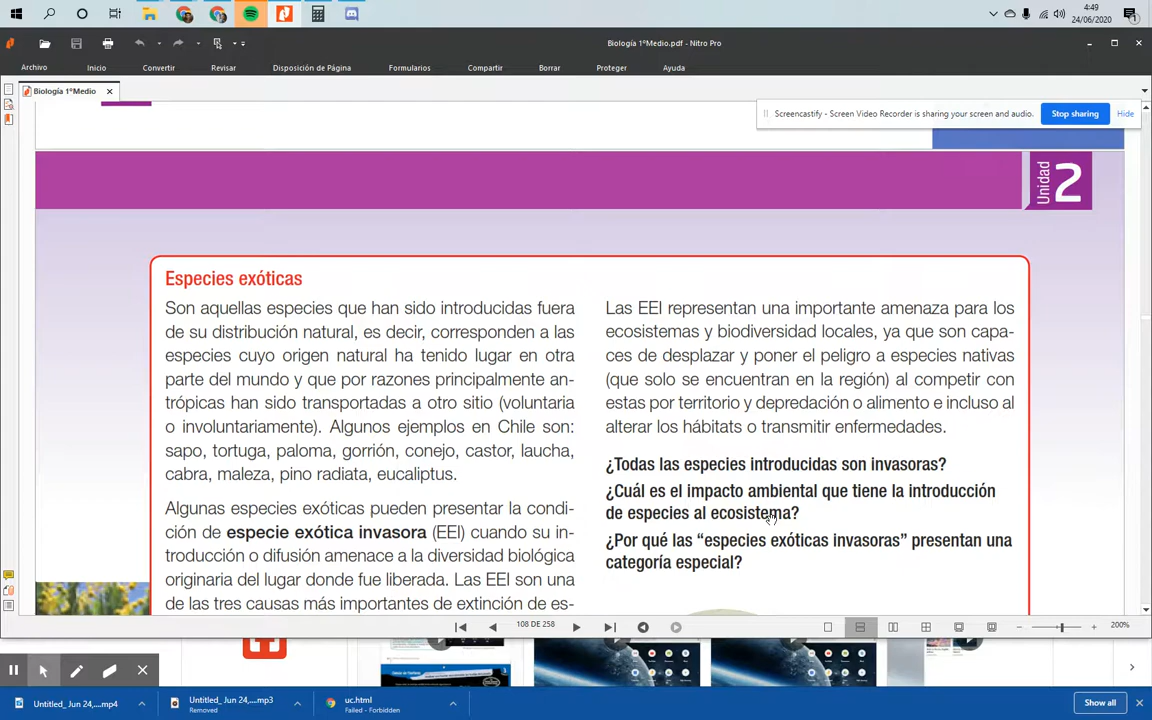 4:49
24/06/2020
1
Biología 1ºMedio.pdf - Nitro Pro
Archivo
Inicio
Convertir
Revisar
Disposición de Página
Formularios
Compartir
Borrar
Proteger
Ayuda
Biología 1ºMedio
Screencastify - Screen Video Recorder is sharing your screen and audio.
Stop sharing
Hide
Unidad 2
Especies exóticas
Son aquellas especies que han sido introducidas fuera
de su distribución natural, es decir, corresponden a las
especies cuyo origen natural ha tenido lugar en otra
parte del mundo y que por razones principalmente an-
trópicas han sido transportadas a otro sitio (voluntaria
o involuntariamente). Algunos ejemplos en Chile son:
sapo, tortuga, paloma, gorrión, conejo, castor, laucha,
cabra, maleza, pino radiata, eucaliptus.
Algunas especies exóticas pueden presentar la condi-
ción de especie exótica invasora (EEI) cuando su in-
troducción o difusión amenace a la diversidad biológica
originaria del lugar donde fue liberada. Las EEI son una
de las tres causas más importantes de extinción de es-
Las EEI representan una importante amenaza para los
ecosistemas y biodiversidad locales, ya que son capa-
ces de desplazar y poner el peligro a especies nativas
(que solo se encuentran en la región) al competir con
estas por territorio y depredación o alimento e incluso al
alterar los hábitats o transmitir enfermedades.
¿Todas las especies introducidas son invasoras?
¿Cuál es el impacto ambiental que tiene la introducción
de especies al ecosistema?
¿Por qué las “especies exóticas invasoras” presentan una
categoría especial?
108 DE 258
200%
Untitled_ Jun 24,....mp4
Untitled_ Jun 24,....mp3
Removed
uc.html
Failed - Forbidden
Show all